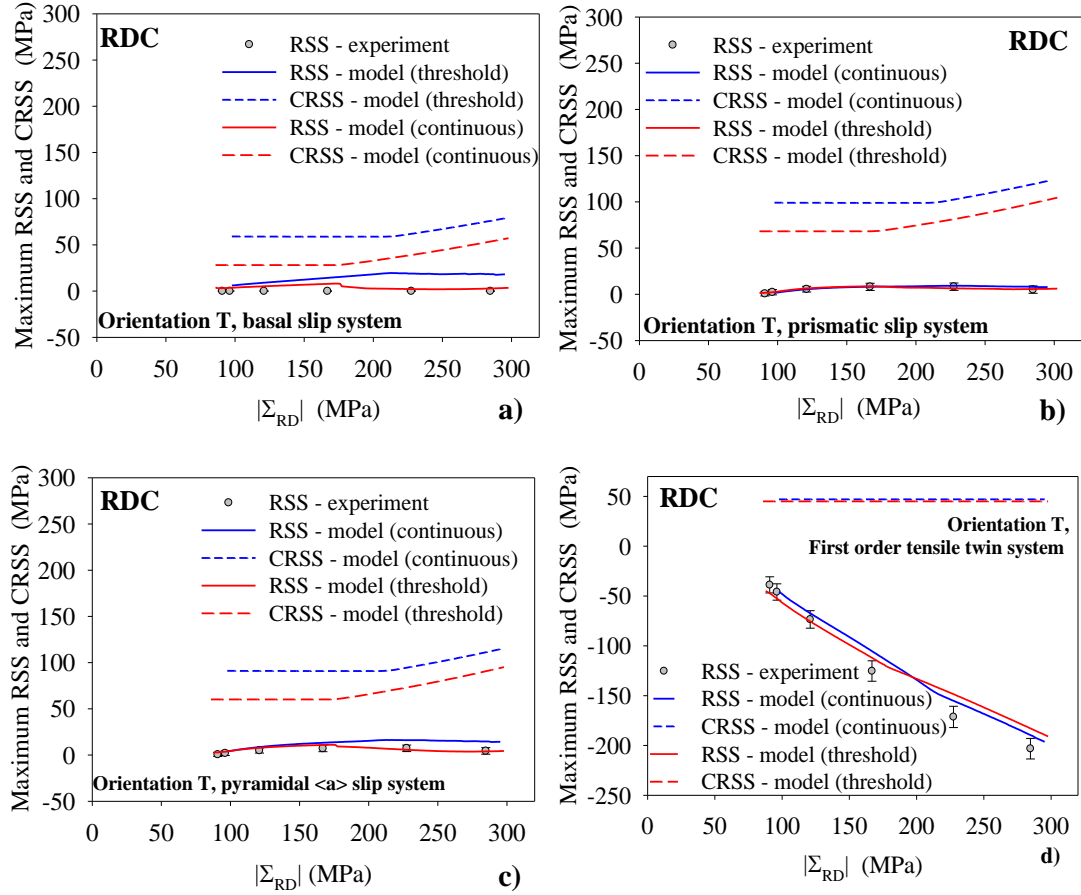 Maximum RSS and CRSS (MPa)
300
250
200
150
100
50
0
-50
RDC
RSS - experiment
RSS - model (threshold)
CRSS - model (threshold)
RSS - model (continuous)
CRSS - model (continuous)
Orientation T, basal slip system
0 50 100 150 200 250 300
|ΣRD| (MPa)
a)
Maximum RSS and CRSS (MPa)
300
250
200
150
100
50
0
-50
RDC
RSS - experiment
RSS - model (continuous)
CRSS - model (continuous)
RSS - model (threshold)
CRSS - model (threshold)
Orientation T, prismatic slip system
0 50 100 150 200 250 300
|ΣRD| (MPa)
b)
Maximum RSS and CRSS (MPa)
300
250
200
150
100
50
0
-50
RDC
RSS - experiment
RSS - model (continuous)
CRSS - model (continuous)
RSS - model (threshold)
CRSS - model (threshold)
Orientation T, pyramidal <a> slip system
0 50 100 150 200 250 300
|ΣRD| (MPa)
c)
Maximum RSS and CRSS (MPa)
50
0
-50
-100
-150
-200
-250
RDC
Orientation T,
First order tensile twin system
RSS - experiment
RSS - model (continuous)
CRSS - model (continuous)
RSS - model (threshold)
CRSS - model (threshold)
0 50 100 150 200 250 300
|ΣRD| (MPa)
d)